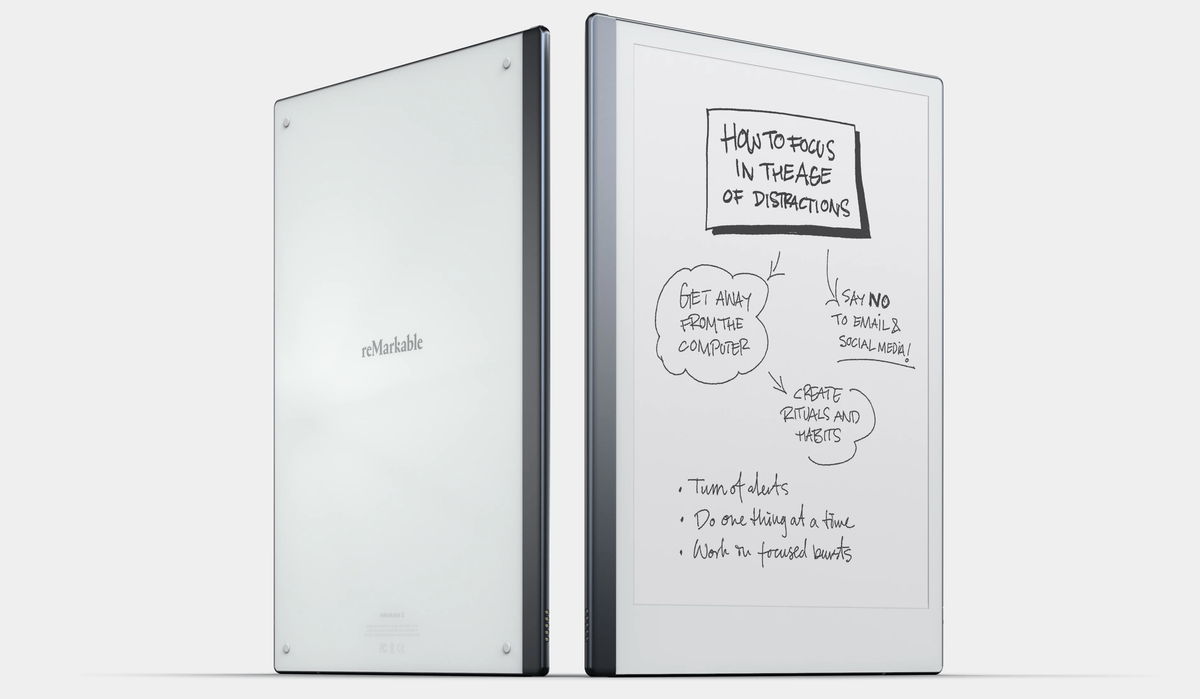 reMarkable
HOW TO FOCUS
IN THE AGE
OF DISTRACTIONS
GET AWAY
FROM THE
COMPUTER
SAY NO
TO EMAIL &
SOCIAL MEDIA!
CREATE
RITUALS AND
HABITS
• Turn of alerts
• Do one thing at a time
• Work in focused bursts